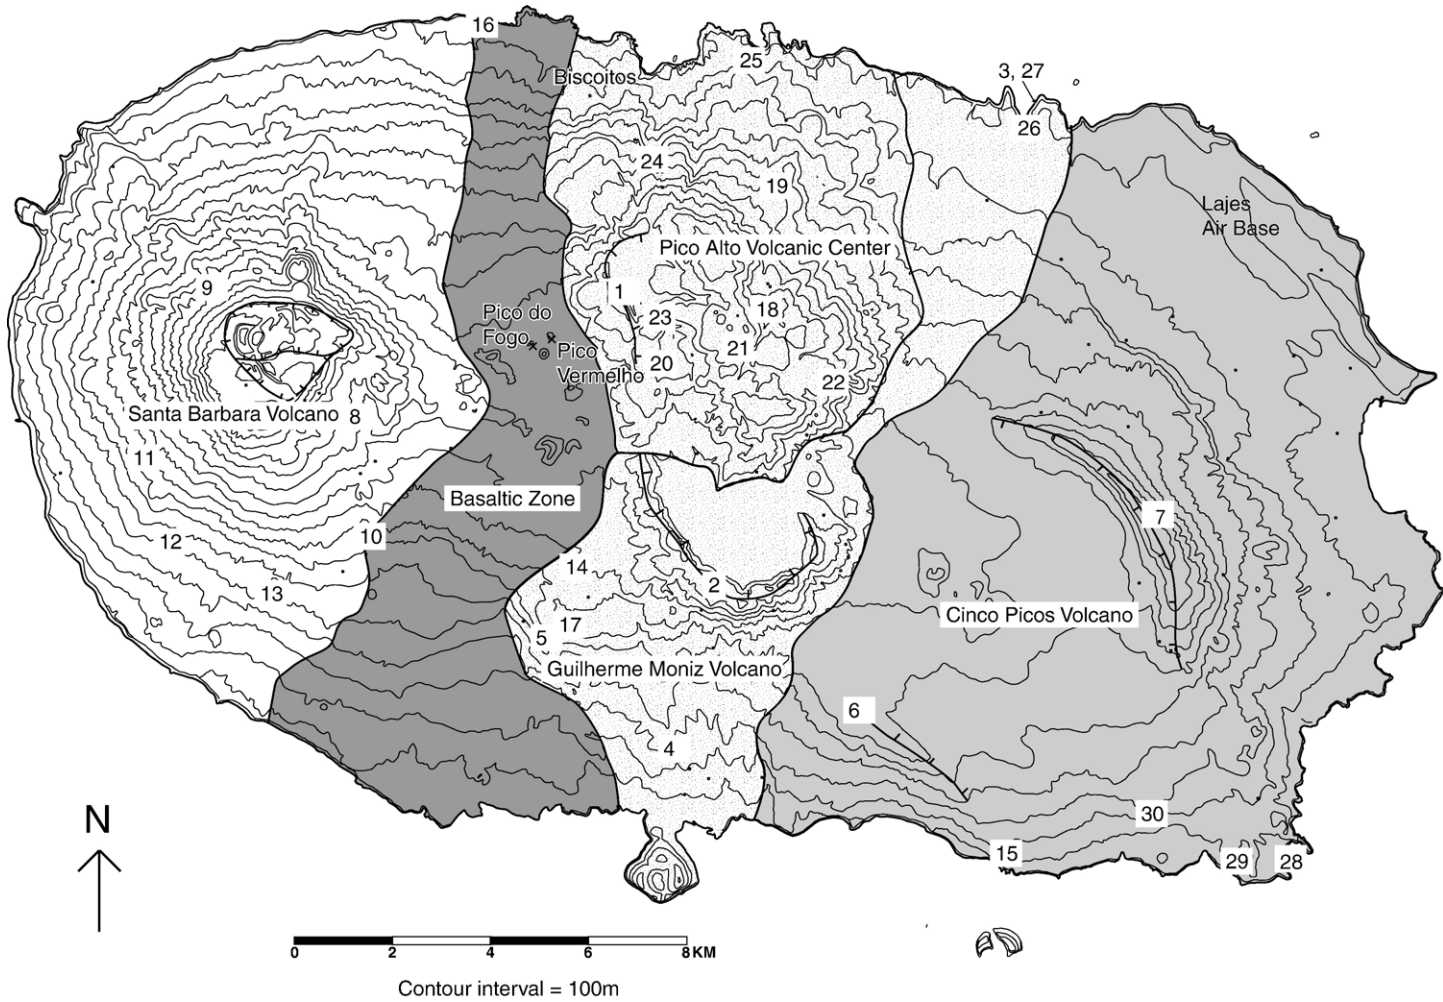 16
25
3, 27
Biscoitos
26
24
19
Lajes
Air Base
Pico Alto Volcanic Center
9
1
18
Pico do
Fogo
23
21
Pico
Vermelho
20
22
Santa Barbara Volcano
8
11
Basaltic Zone
7
10
12
14
2
13
17
5
Cinco Picos Volcano
Guilherme Moniz Volcano
6
4
N
30
15
29
28
0
2
4
6
8 KM
Contour interval = 100m